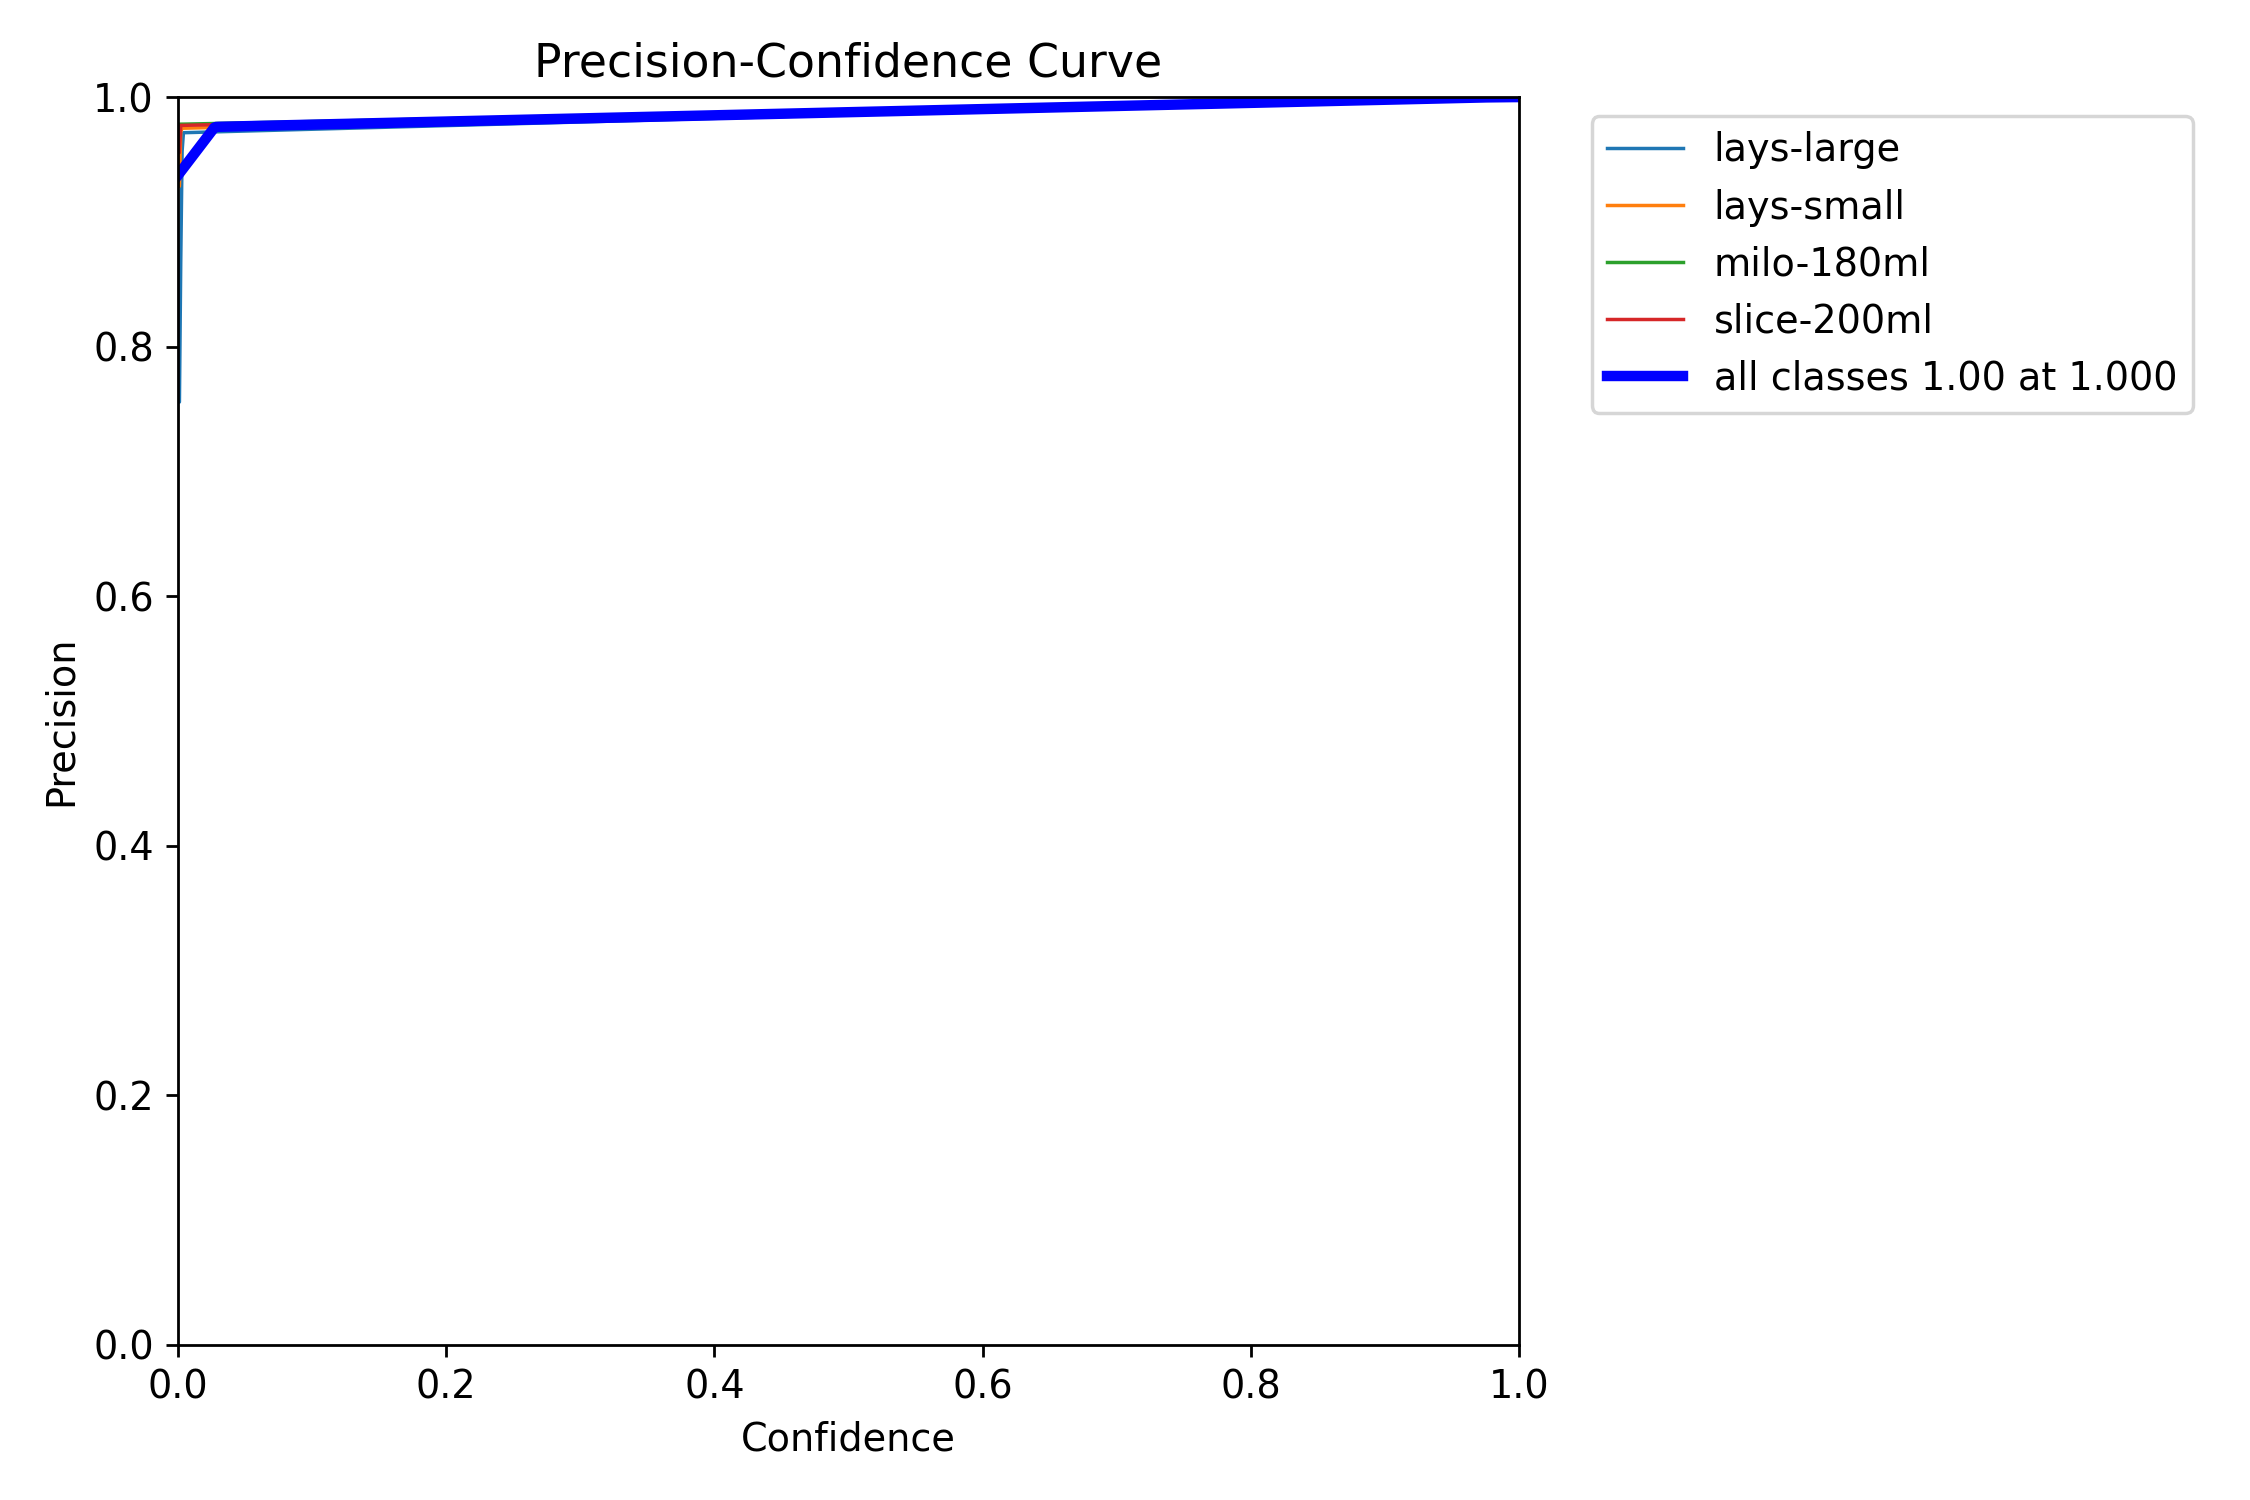 Precision-Confidence Curve
1.0
0.8
0.6
0.4
0.2
0.0
Precision
0.0 0.2 0.4 0.6 0.8 1.0
Confidence
lays-large
lays-small
milo-180ml
slice-200ml
all classes 1.00 at 1.000